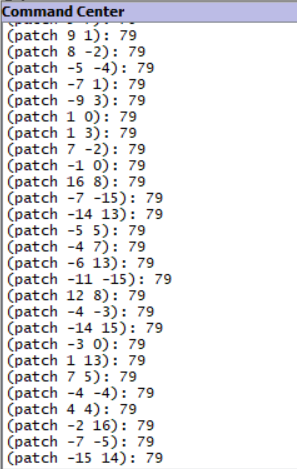 Command Center
(patch 9 1): 79
(patch 8 -2): 79
(patch -5 -4): 79
(patch -7 1): 79
(patch -9 3): 79
(patch 1 0): 79
(patch 1 3): 79
(patch 7 -2): 79
(patch -1 0): 79
(patch 16 8): 79
(patch -7 -15): 79
(patch -14 13): 79
(patch -5 5): 79
(patch -4 7): 79
(patch -6 13): 79
(patch -11 -15): 79
(patch 12 8): 79
(patch -4 -3): 79
(patch -14 15): 79
(patch -3 0): 79
(patch 1 13): 79
(patch 7 5): 79
(patch -4 -4): 79
(patch 4 4): 79
(patch -2 16): 79
(patch -7 -5): 79
(patch -15 14): 79